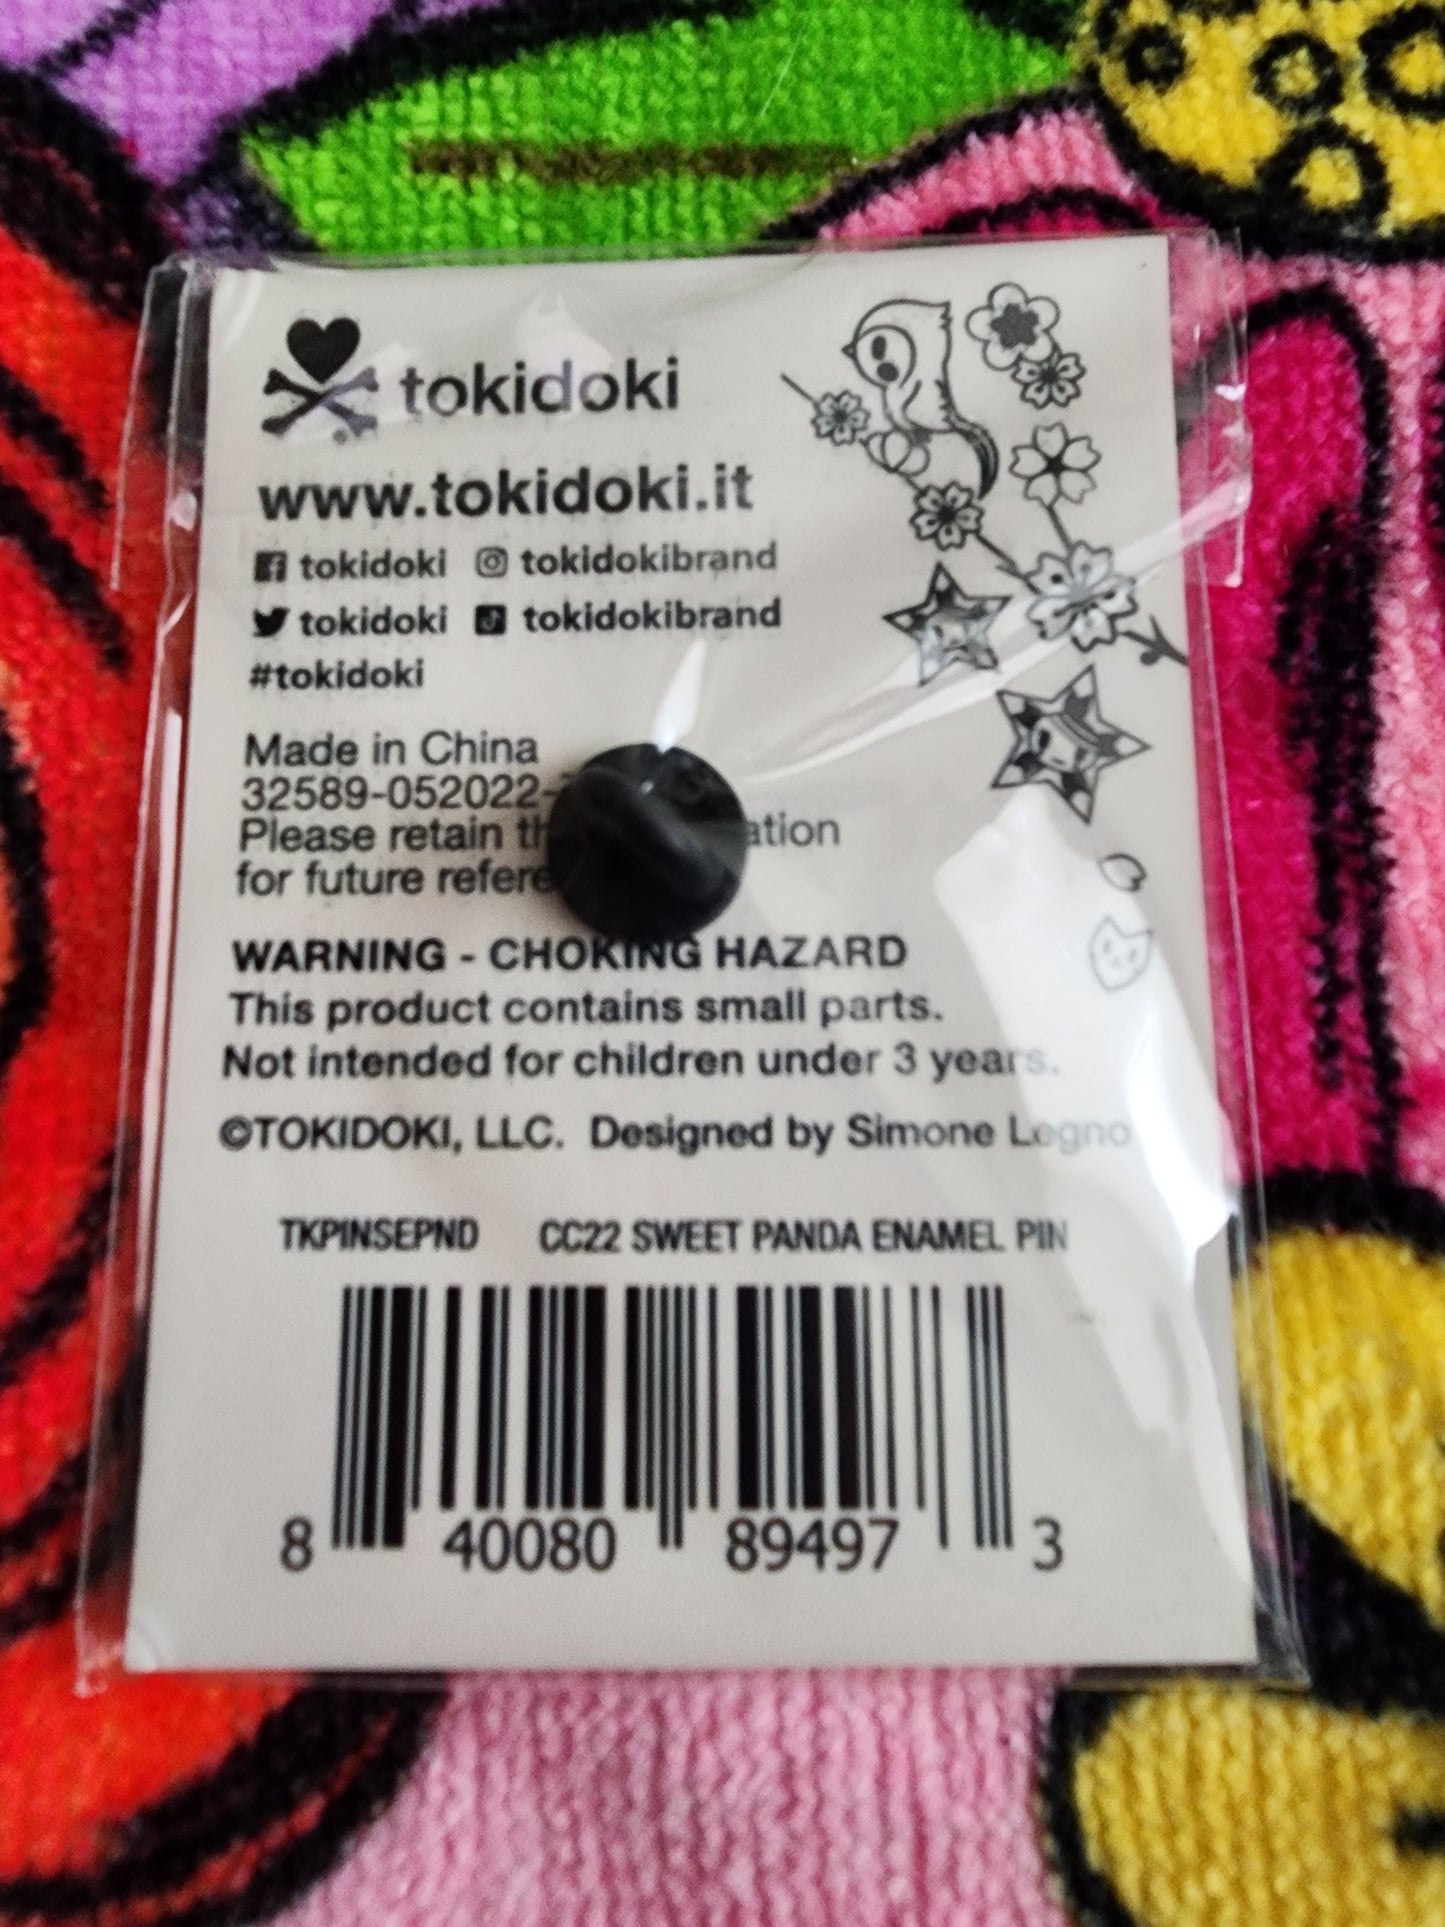 tokidoki
www.tokidoki.it
tokidoki tokidokibrand
tokidoki tokidokibrand
#tokidoki
Made in China
32589-052022-
Please retain
for future
WARNING - CHOKING HAZARD
This product contains small parts.
Not intended for children under 3 years.
©TOKIDOKI, LLC. Designed by Simone Legno
TKPINSEPND CC22 SWEET PANDA ENAMEL PIN
8 40080 89497 3